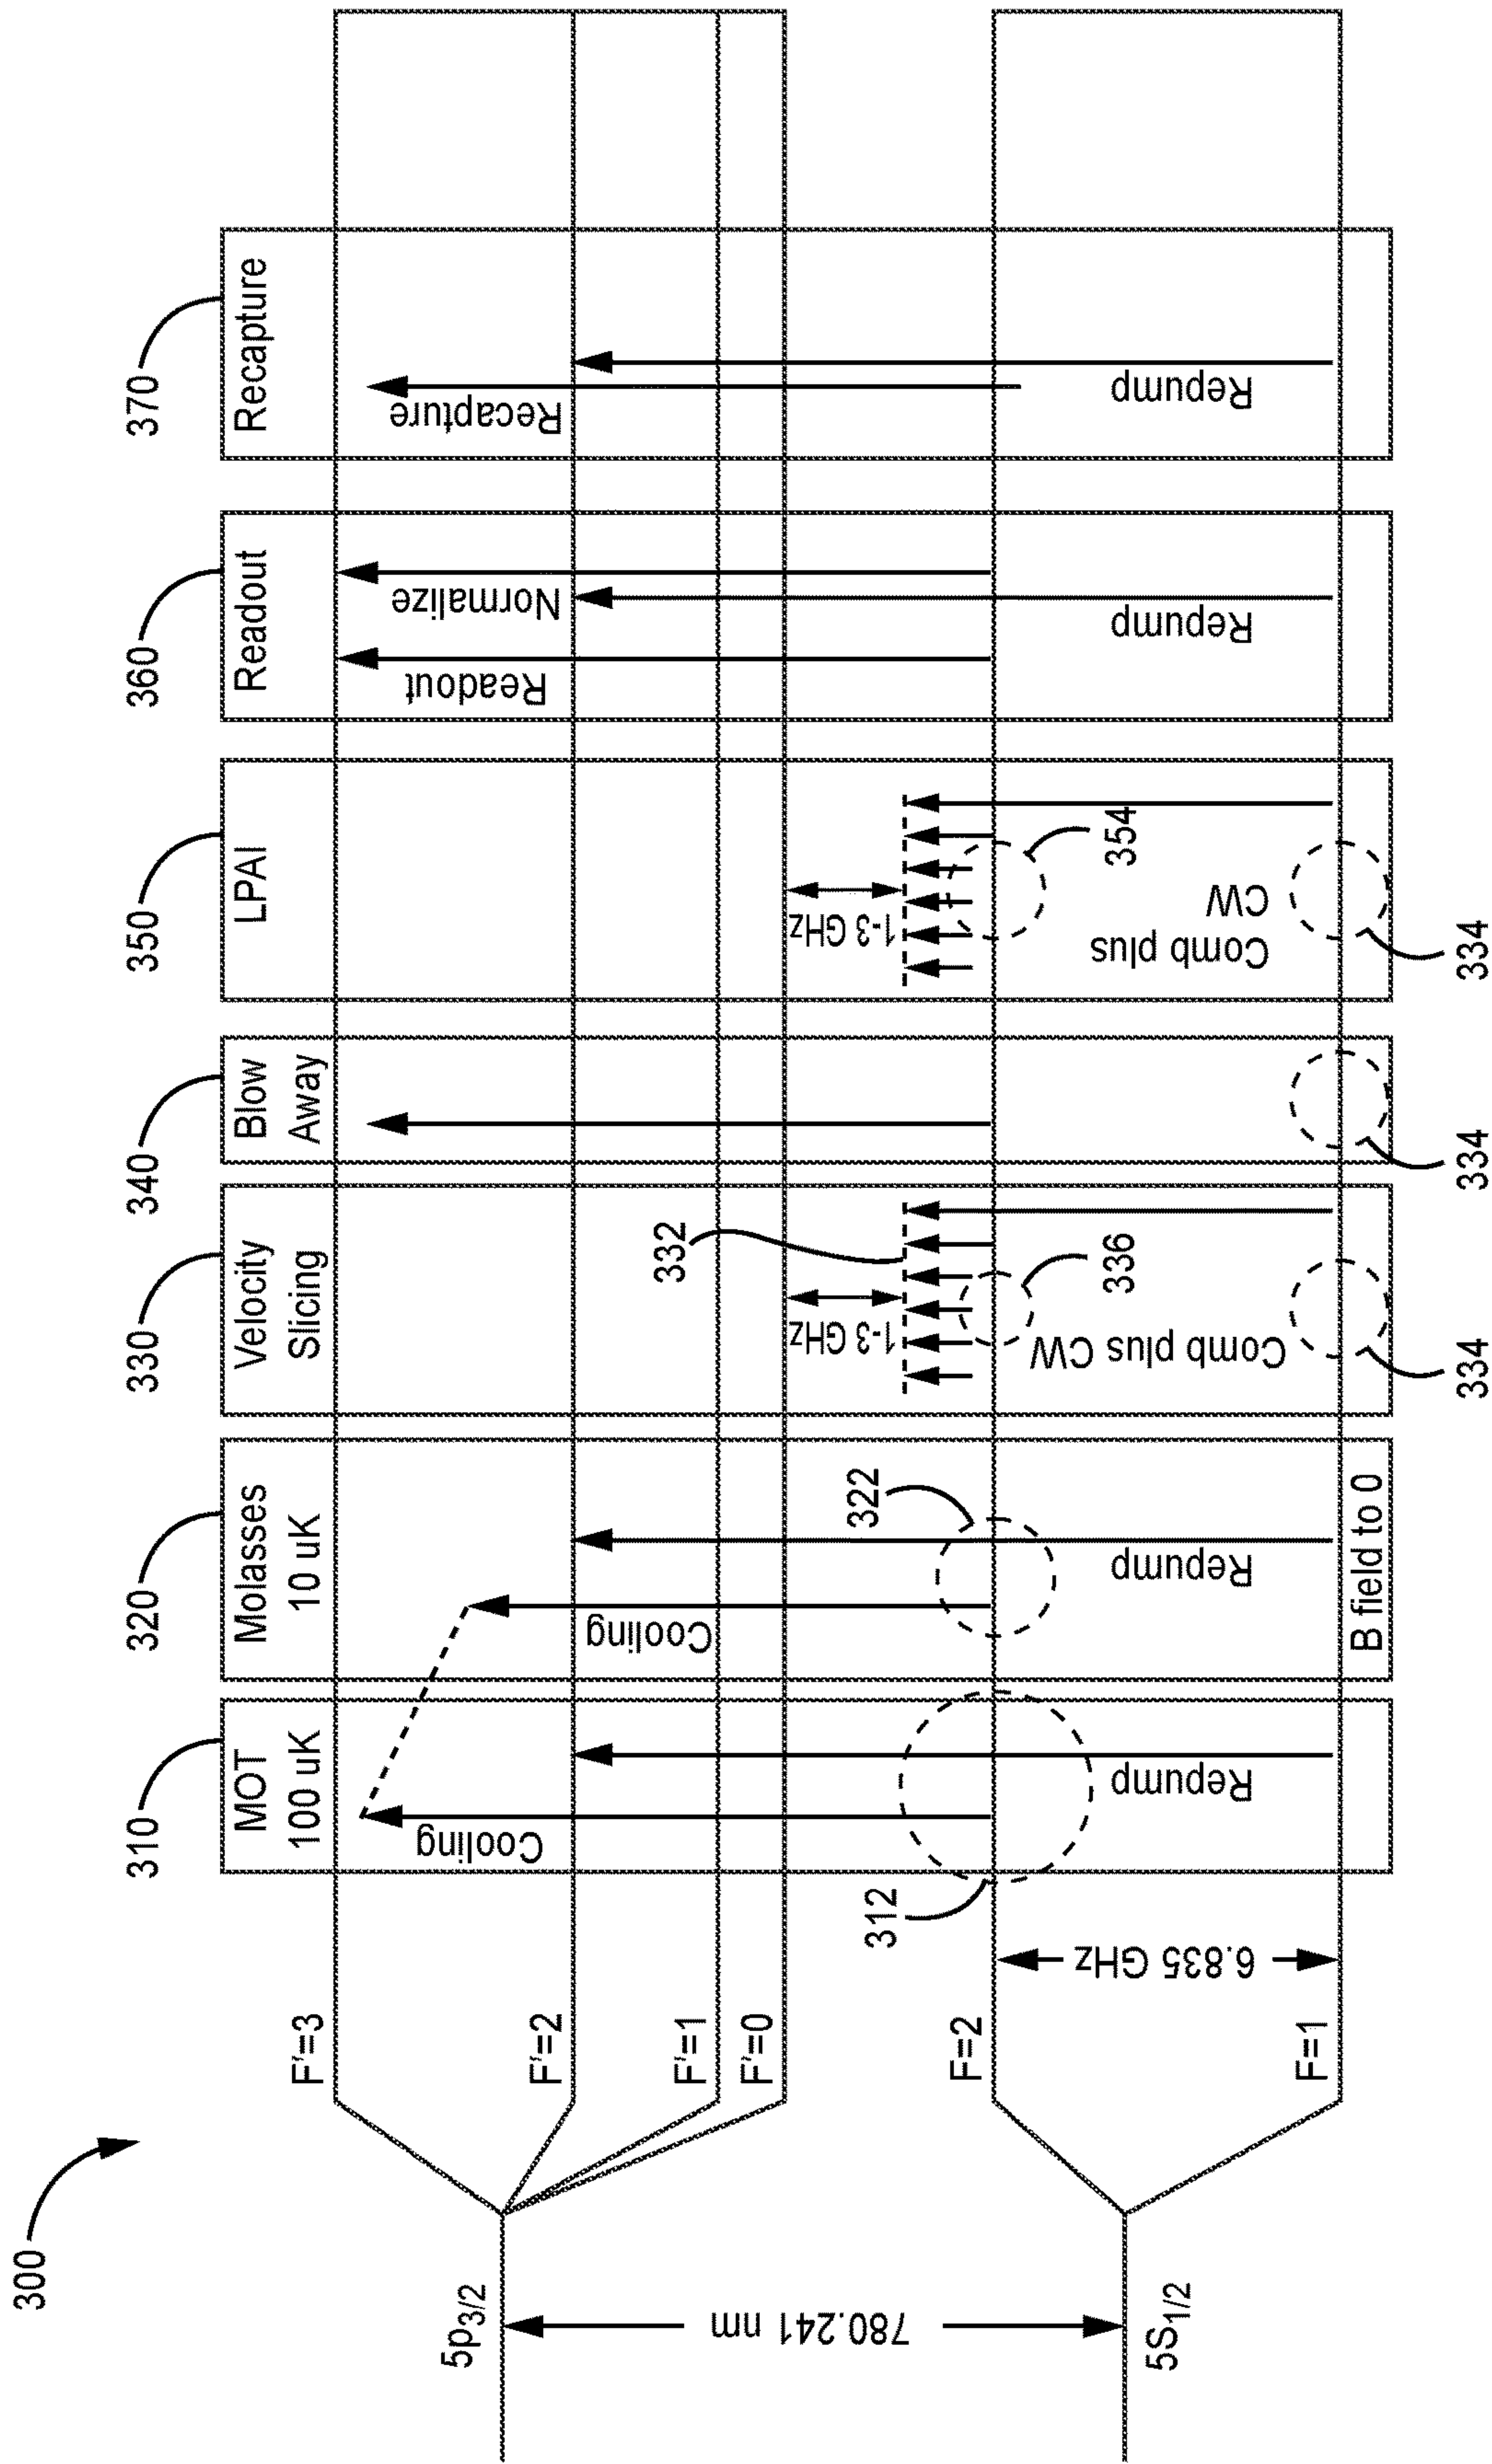 300
310
320
330
340
350
360
370
MOT
100 uK
Molasses
10 uK
Velocity
Slicing
Blow
Away
LPAI
Readout
Recapture
5p3/2
780.241 nm
5S1/2
F'=3
F'=2
F'=1
F'=0
F=2
6.835 GHz
F=1
Cooling
Repump
312
Cooling
Repump
322
B field to 0
1-3 GHz
332
336
Comb plus CW
334
334
1-3 GHz
354
Comb plus
CW
334
Readout
Normalize
Repump
Recapture
Repump